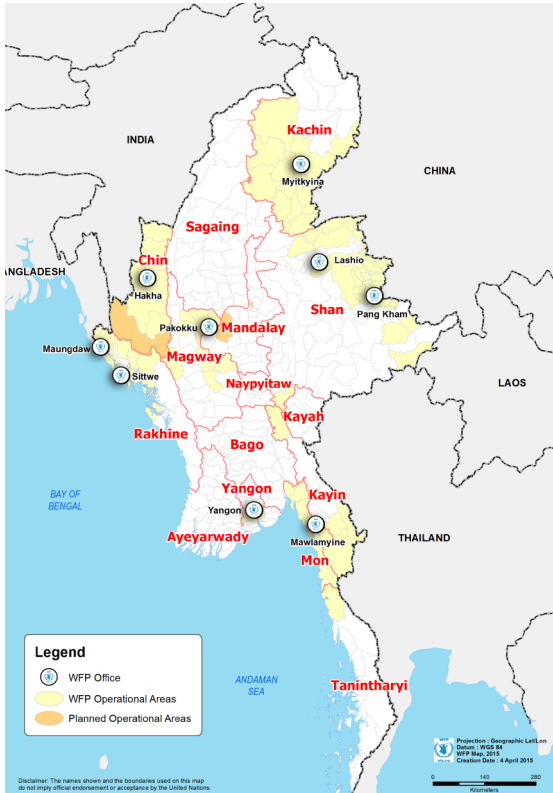 INDIA
Kachin
CHINA
Myitkyina
Sagaing
Chin
Lashio
ANGLADESH
Hakha
Shan
Pang Kham
Pakokku
Mandalay
Maungdaw
Magway
Sittwe
Naypyitaw
LAOS
Kayah
Rakhine
Bago
BAY OF
BENGAL
Yangon
Kayin
Yangon
Ayeyarwady
Mawlamyine
THAILAND
Mon
Legend
WFP Office
WFP Operational Areas
Planned Operational Areas
ANDAMAN
SEA
Tanintharyi
WFP
wfp.org
Projection : Geographic Lat/Lon
Datum : WGS 84
WFP Map, 2015
Creation Date : 4 April 2015
Disclaimer: The names shown and the boundaries used on this map
do not imply official endorsement or acceptance by the United Nations.
0 140 280
Kilometers